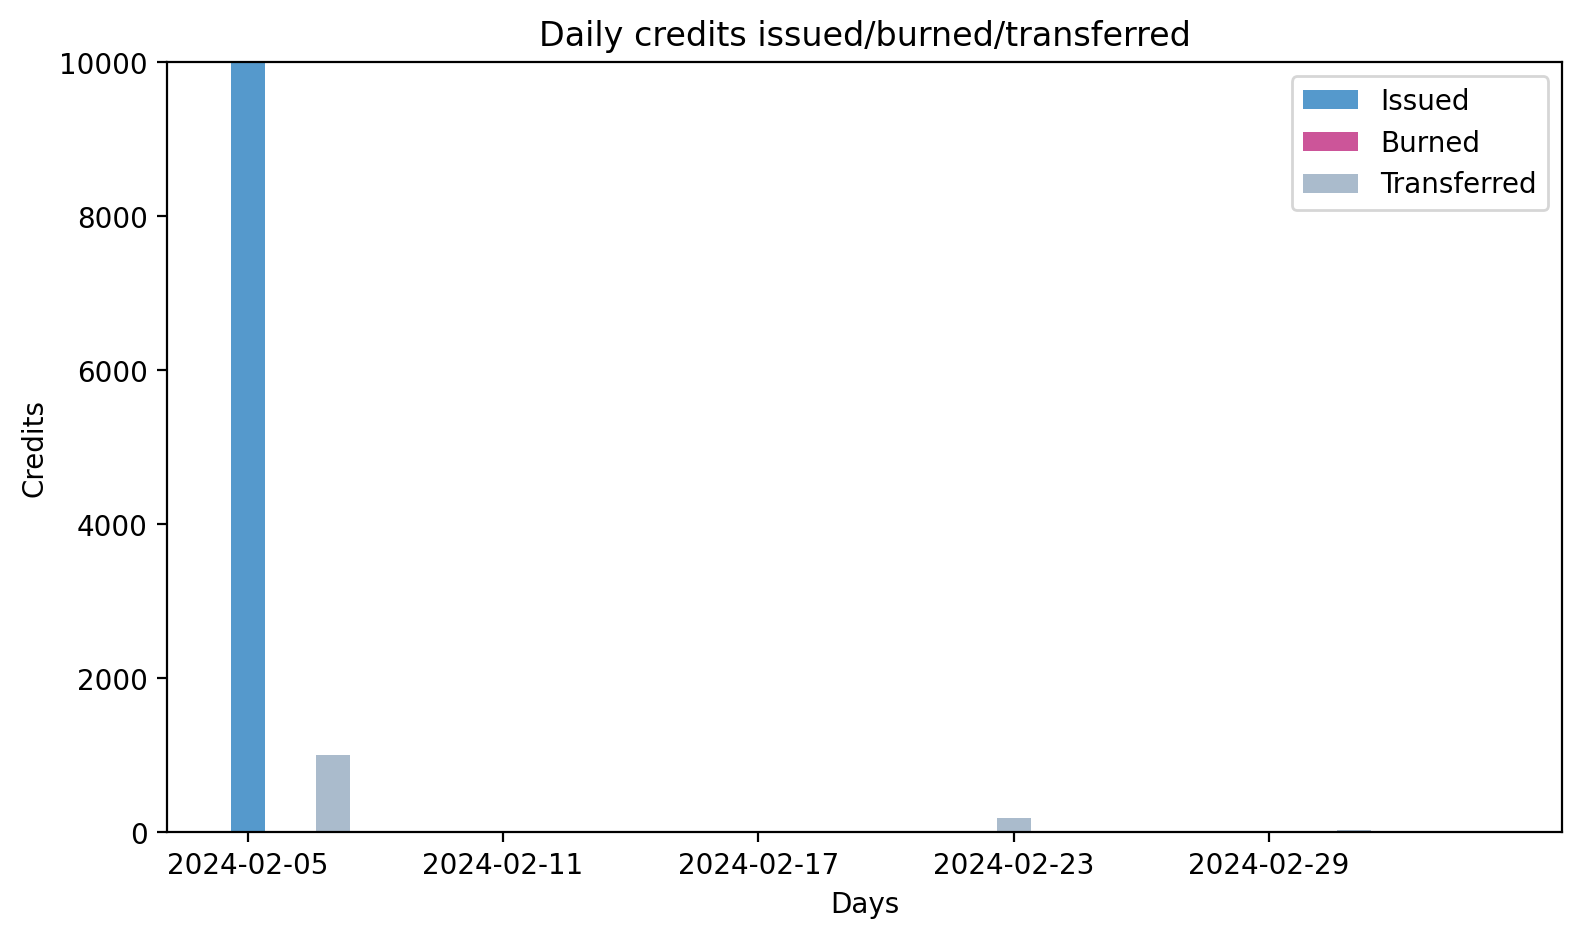 Daily credits issued/burned/transferred
10000
8000
6000
4000
2000
0
Credits
Issued
Burned
Transferred
2024-02-05
2024-02-11
2024-02-17
2024-02-23
2024-02-29
Days